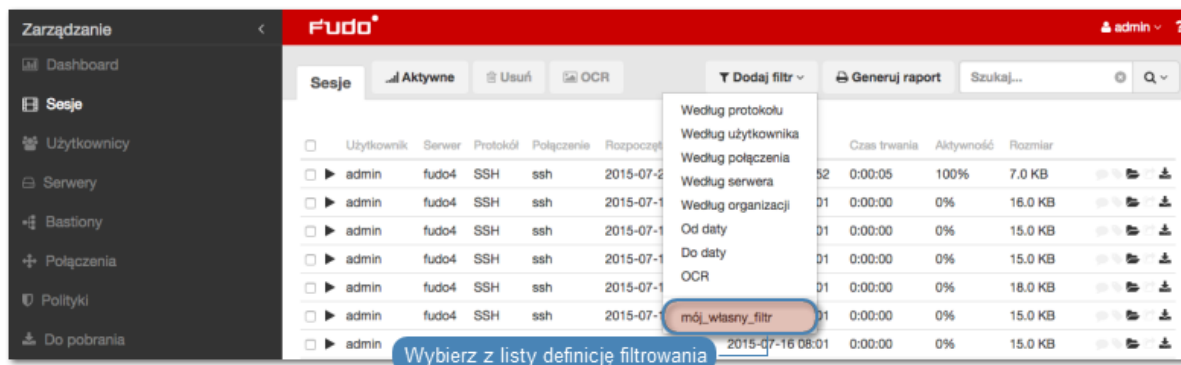 Zarządzanie
FUDO
admin
?
Dashboard
Sesje
Użytkownicy
Serwery
Bastiony
Połączenia
Polityki
Do pobrania
Sesje Aktywne Usuń OCR Dodaj filtr Generuj raport Szukaj...
Według protokołu
Według użytkownika
Według połączenia
Według serwera
Według organizacji
Od daty
Do daty
OCR
mój_własny_filtr
Użytkownik Serwer Protokół Połączenie Czas trwania Aktywność Rozmiar
admin fudo4 SSH ssh 0:00:05 100% 7.0 KB
admin fudo4 SSH ssh 0:00:00 0% 16.0 KB
admin fudo4 SSH ssh 0:00:00 0% 15.0 KB
admin fudo4 SSH ssh 0:00:00 0% 15.0 KB
admin fudo4 SSH ssh 0:00:00 0% 18.0 KB
admin fudo4 SSH ssh 0:00:00 0% 15.0 KB
admin 2015-07-16 08:01 0:00:00 0% 15.0 KB
Wybierz z listy definicję filtrowania